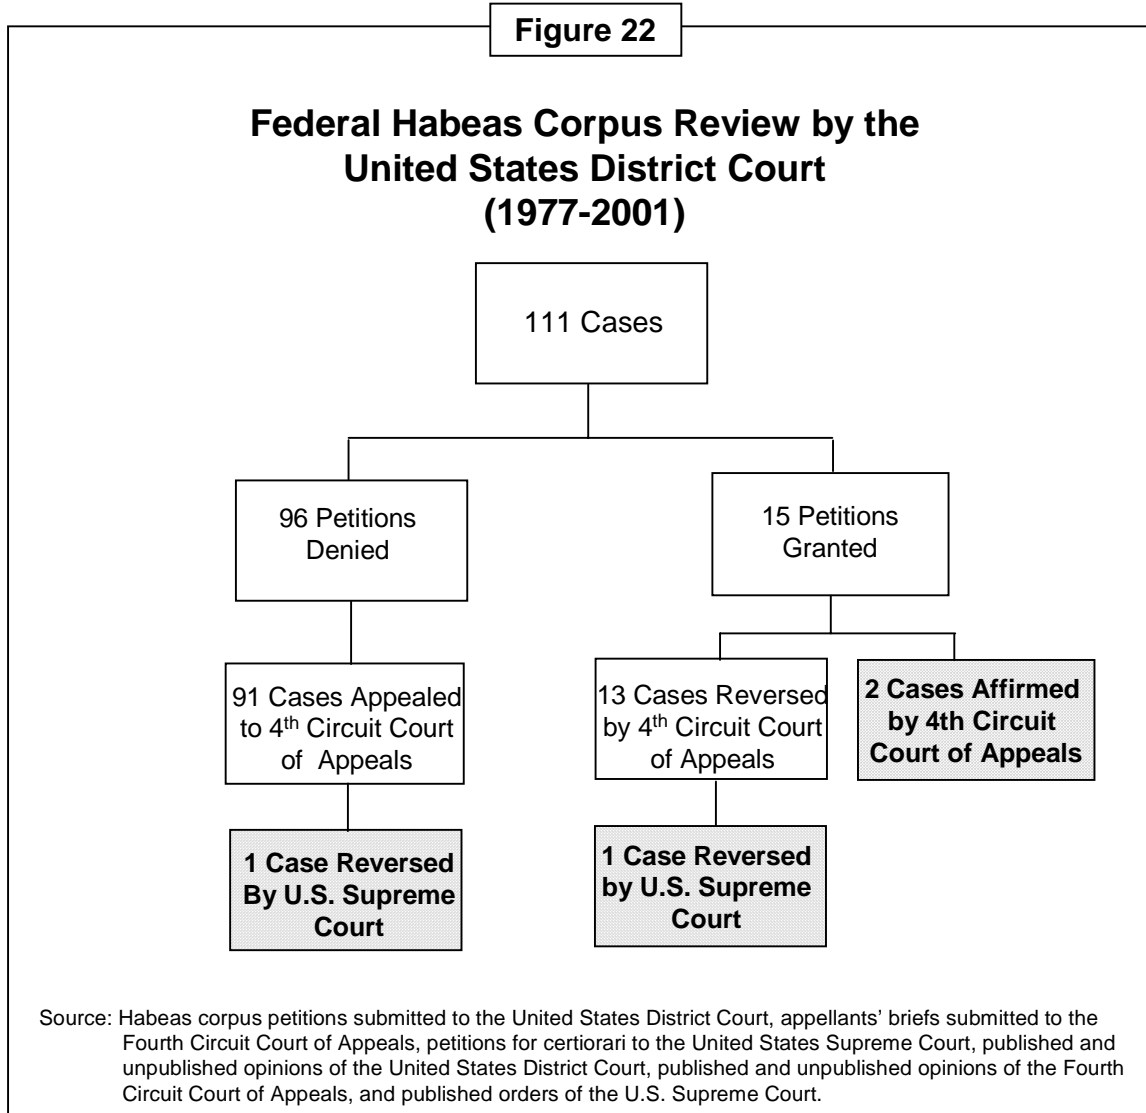 Figure 22
Federal Habeas Corpus Review by the
United States District Court
(1977-2001)
111 Cases
96 Petitions
Denied
15 Petitions
Granted
91 Cases Appealed
to 4th Circuit Court
of Appeals
13 Cases Reversed
by 4th Circuit Court
of Appeals
2 Cases Affirmed
by 4th Circuit
Court of Appeals
1 Case Reversed
By U.S. Supreme
Court
1 Case Reversed
by U.S. Supreme
Court
Source: Habeas corpus petitions submitted to the United States District Court, appellants’ briefs submitted to the
Fourth Circuit Court of Appeals, petitions for certiorari to the United States Supreme Court, published and
unpublished opinions of the United States District Court, published and unpublished opinions of the Fourth
Circuit Court of Appeals, and published orders of the U.S. Supreme Court.